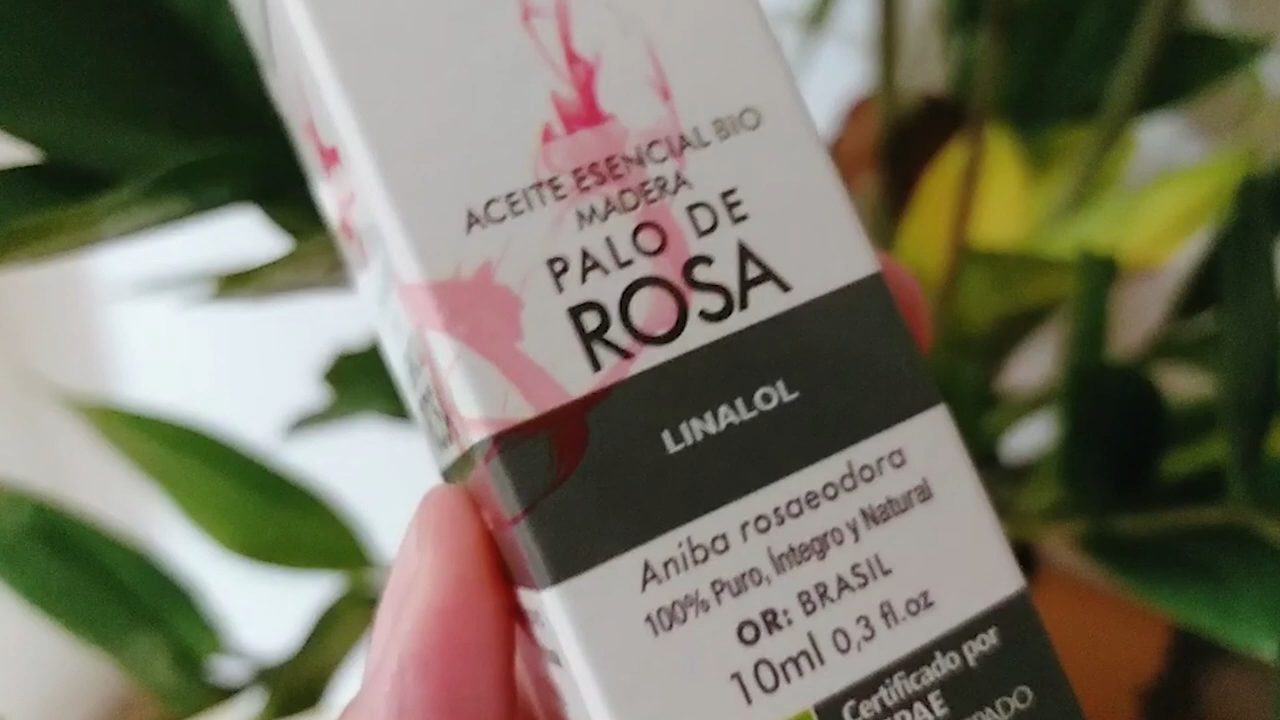 ACEITE ESENCIAL BIO
MADERA
PALO DE
ROSA
LINALOL
Aniba rosaeodora
100% Puro, Íntegro y Natural
OR: BRASIL
10ml 0,3 fl.oz
Certificado por